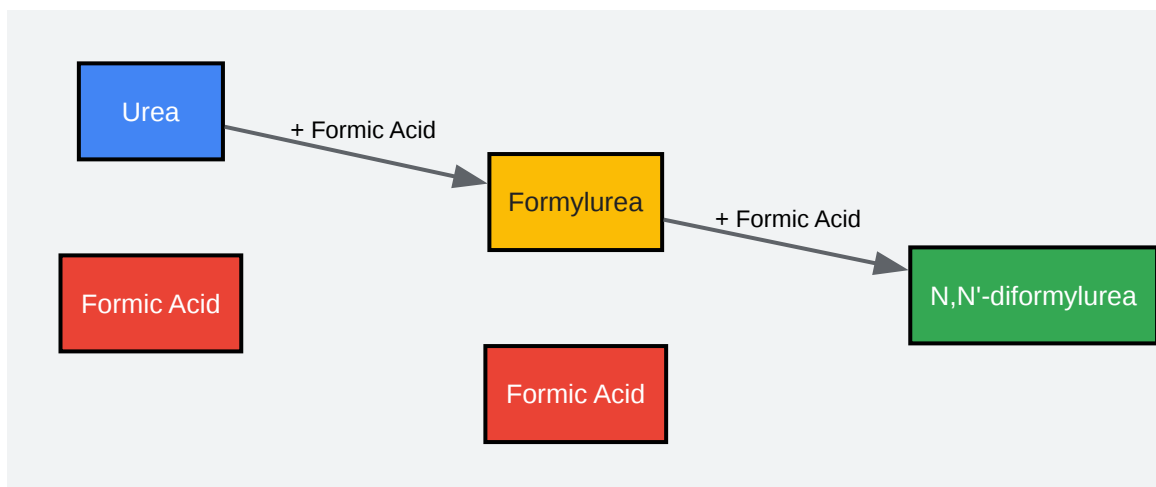 Urea
+ Formic Acid
Formylurea
+ Formic Acid
Formic Acid
N,N'-diformylurea
Formic Acid